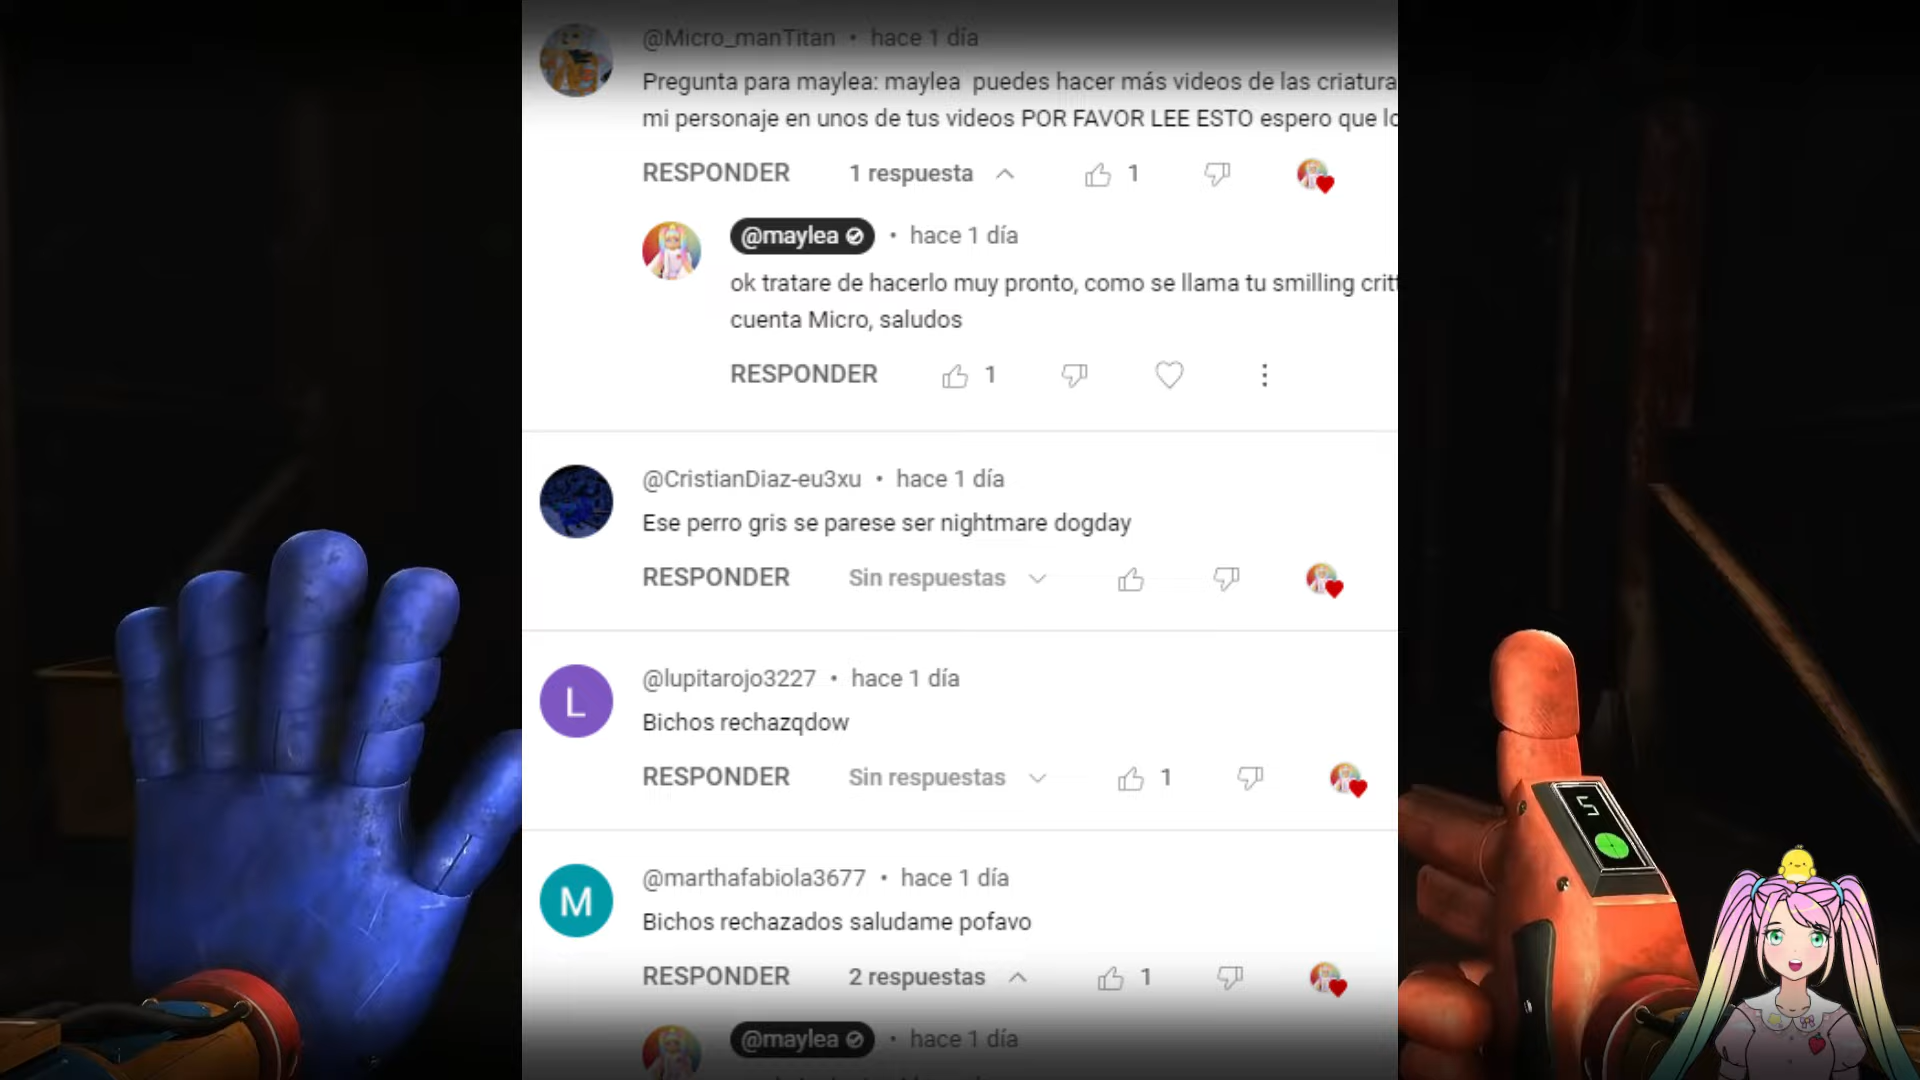 @Micro_manTitan • hace 1 día
Pregunta para maylea: maylea puedes hacer más videos de las criatura
mi personaje en unos de tus videos POR FAVOR LEE ESTO espero que lo
RESPONDER 1 respuesta 1
@maylea • hace 1 día
ok tratare de hacerlo muy pronto, como se llama tu smilling critt
cuenta Micro, saludos
RESPONDER 1
@CristianDiaz-eu3xu • hace 1 día
Ese perro gris se parese ser nightmare dogday
RESPONDER Sin respuestas
L
@lupitarojo3227 • hace 1 día
Bichos rechazqdow
RESPONDER Sin respuestas 1
M
@marthafabiola3677 • hace 1 día
Bichos rechazados saludame pofavo
RESPONDER 2 respuestas 1
@maylea • hace 1 día